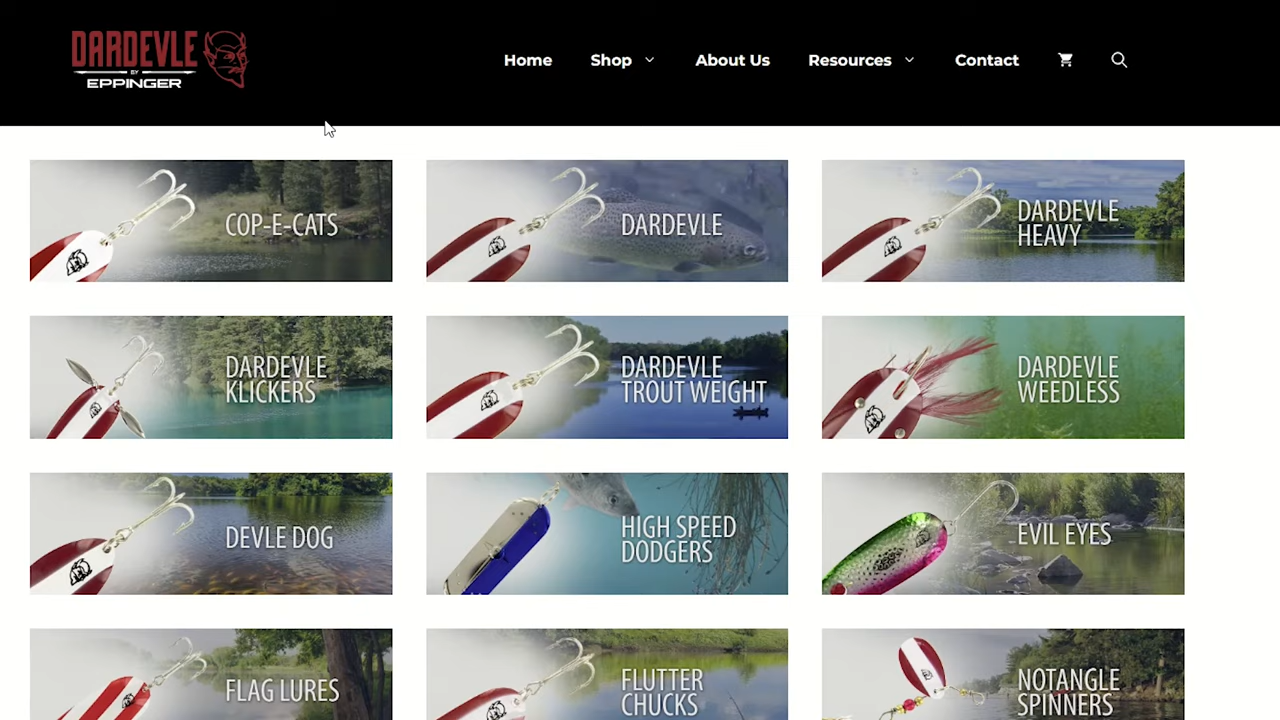 DARDEVLE
BY
EPPINGER
Home
Shop
About Us
Resources
Contact
COP-E-CATS
DARDEVLE
DARDEVLE
HEAVY
DARDEVLE
KLICKERS
DARDEVLE
TROUT WEIGHT
DARDEVLE
WEEDLESS
DEVLE DOG
HIGH SPEED
DODGERS
EVIL EYES
FLAG LURES
FLUTTER
CHUCKS
NOTANGLE
SPINNERS